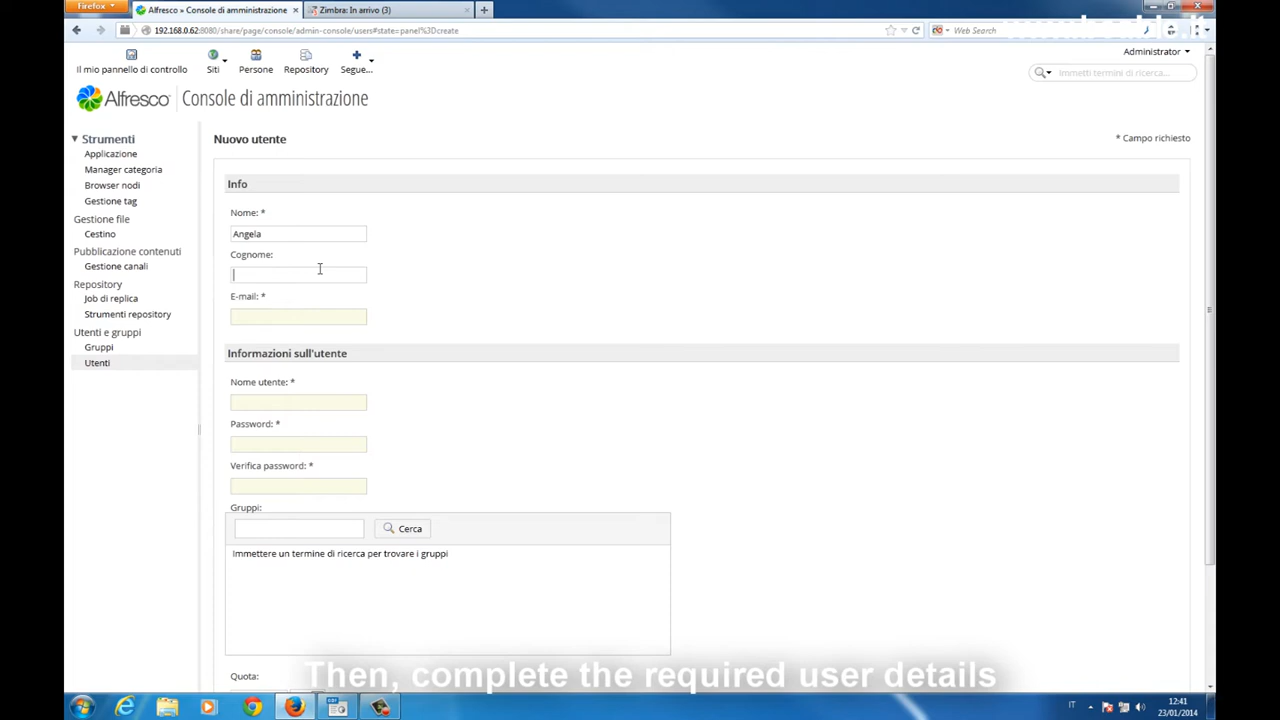 Firefox
Alfresco » Console di amministrazione
Zimbra: In arrivo (3)
192.168.0.62:8080/share/page/console/admin-console/users#state=panel%3Dcreate
Web Search
Il mio pannello di controllo
Siti
Persone
Repository
Segue...
Administrator
Immetti termini di ricerca...
Alfresco
Console di amministrazione
Strumenti
Applicazione
Manager categoria
Browser nodi
Gestione tag
Gestione file
Cestino
Pubblicazione contenuti
Gestione canali
Repository
Job di replica
Strumenti repository
Utenti e gruppi
Gruppi
Utenti
Nuovo utente
* Campo richiesto
Info
Nome: *
Angela
Cognome:
E-mail: *
Informazioni sull'utente
Nome utente: *
Password: *
Verifica password: *
Gruppi:
Cerca
Immettere un termine di ricerca per trovare i gruppi
Quota:
Then, complete the required user details
IT
12:41
23/01/2014